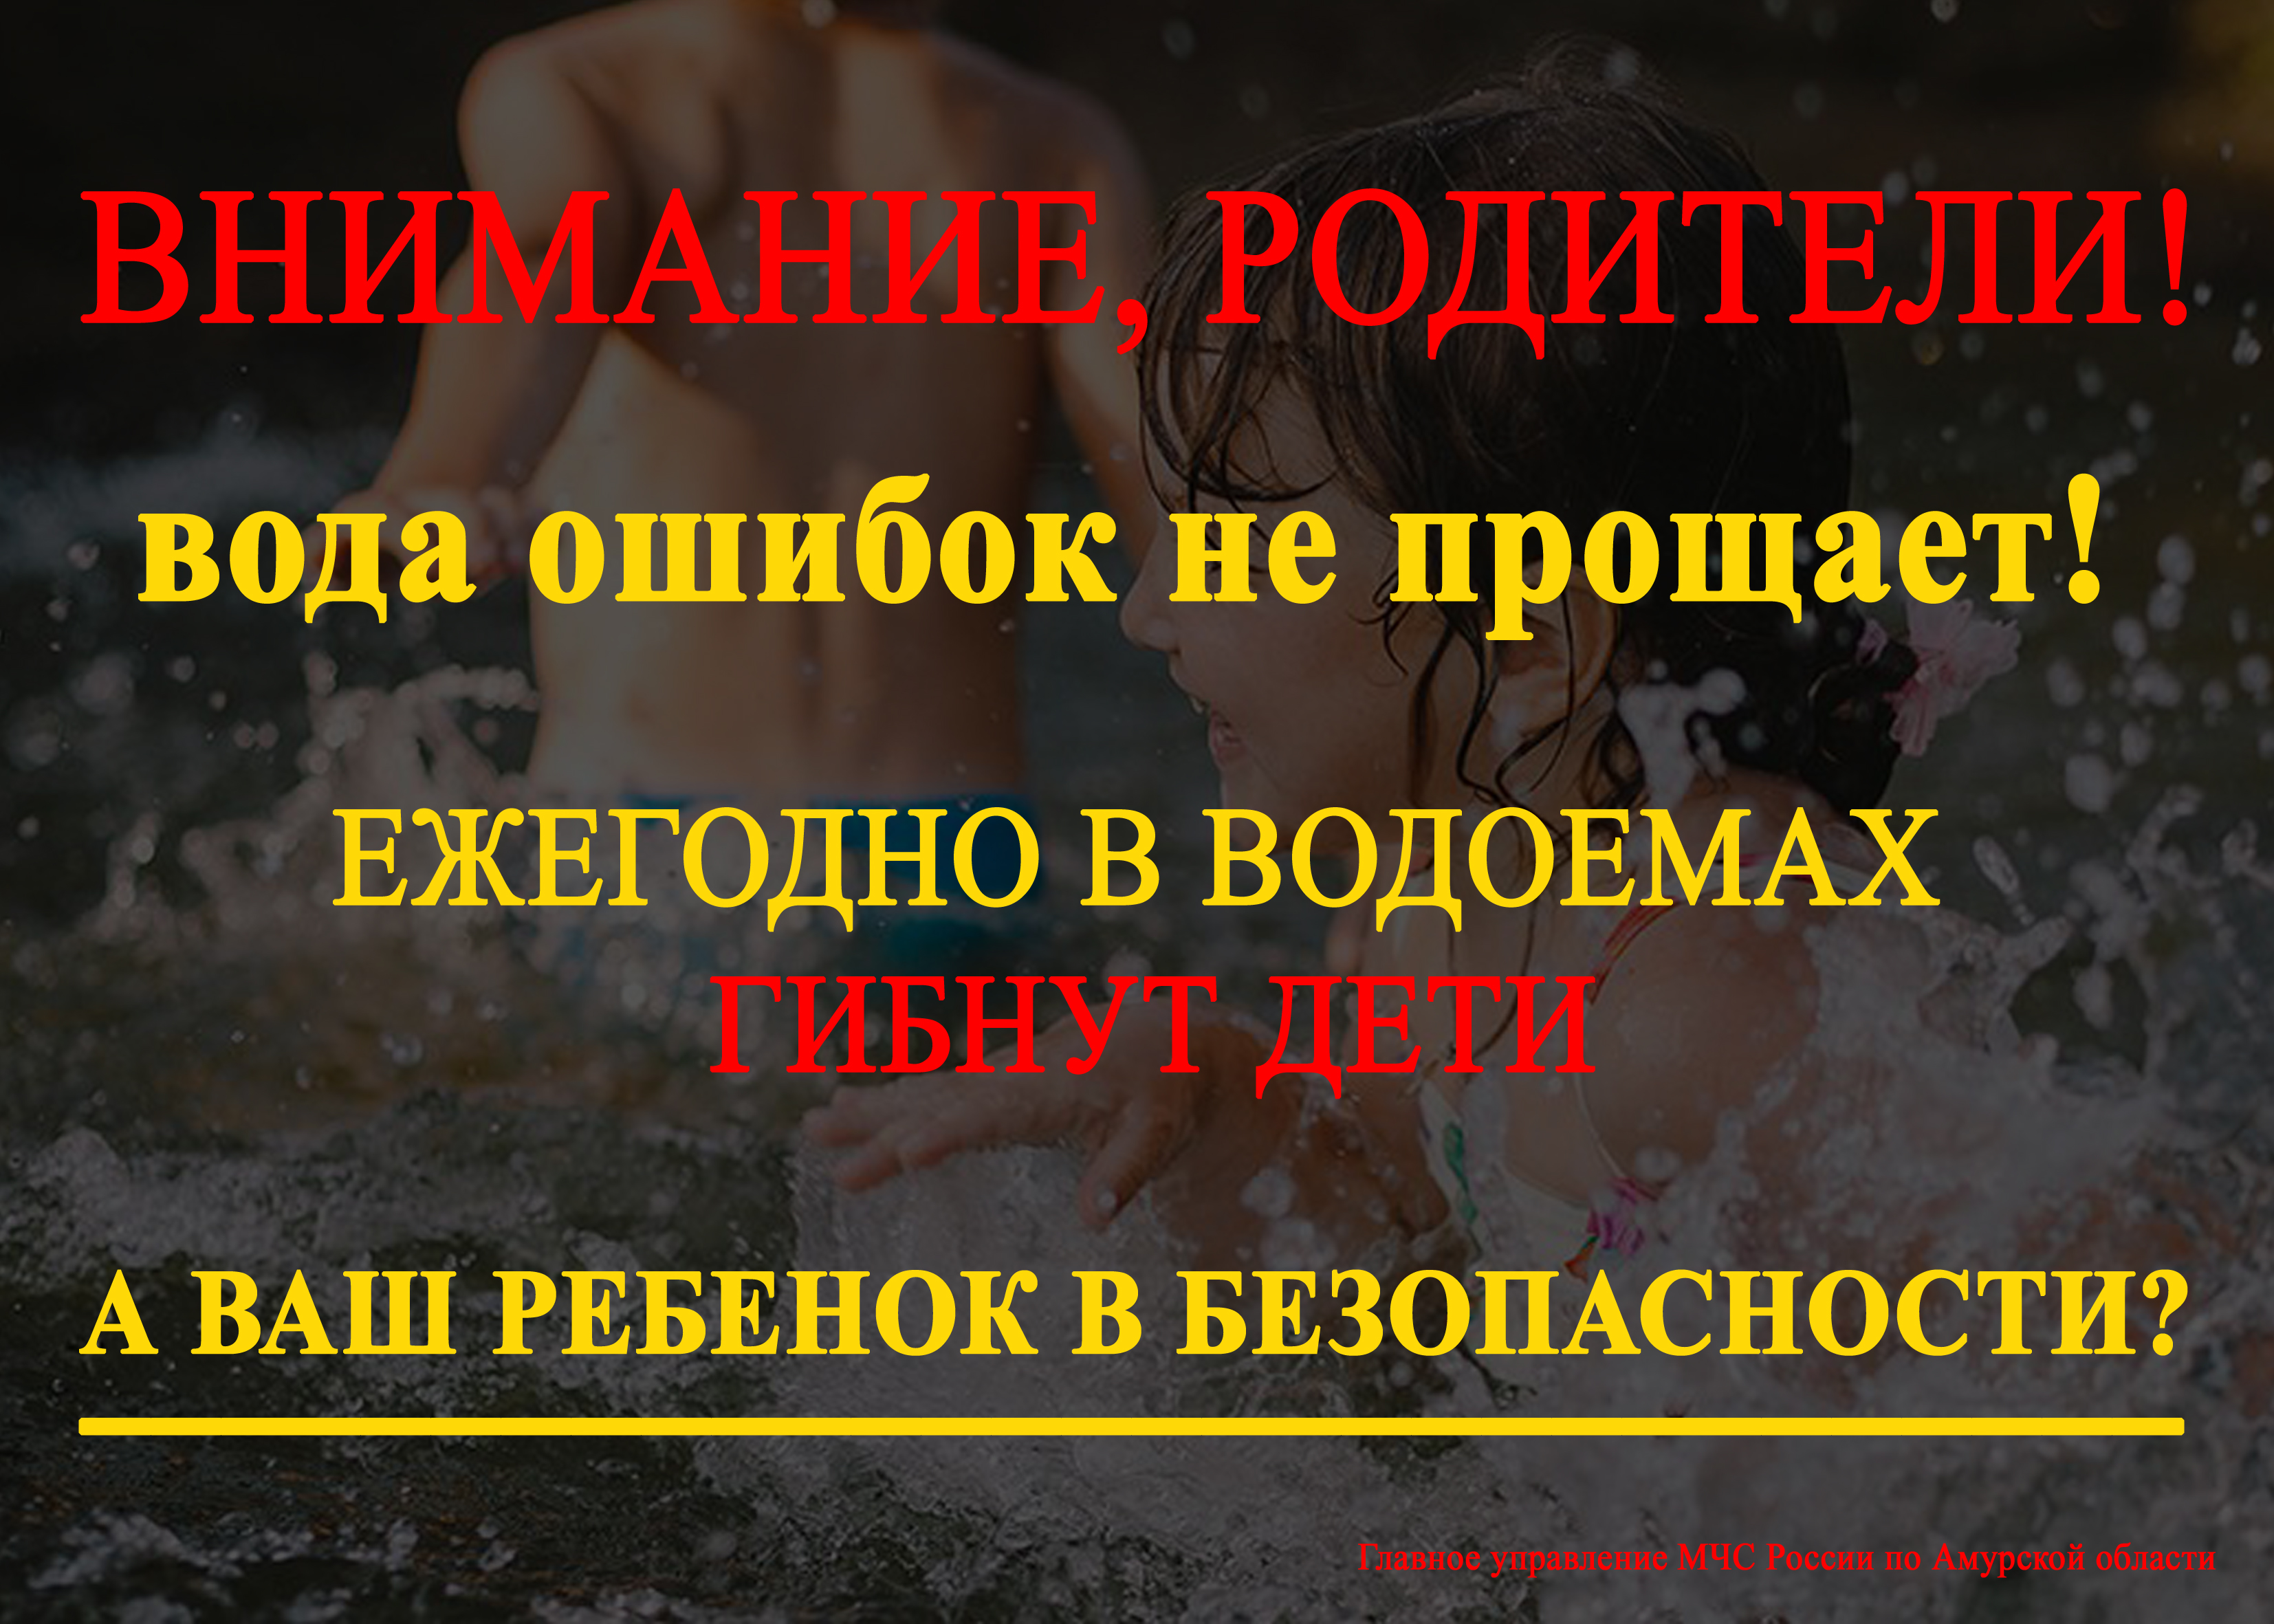 ВНИМАНИЕ, РОДИТЕЛИ!
вода ошибок не прощает!
ЕЖЕГОДНО В ВОДОЕМАХ
ГИБНУТ ДЕТИ
А ВАШ РЕБЕНОК В БЕЗОПАСНОСТИ?
Главное управление МЧС России по Амурской области